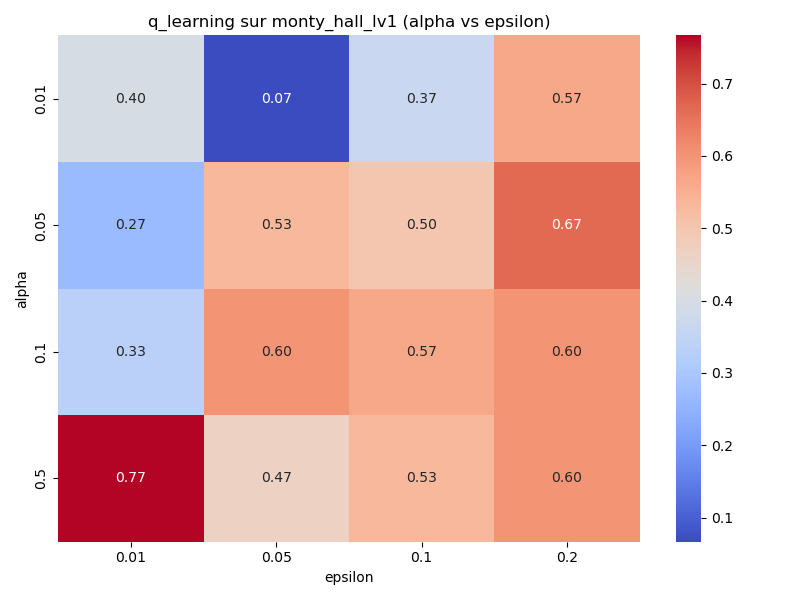 q_learning sur monty_hall_lv1 (alpha vs epsilon)
0.01 0.40 0.07 0.37 0.57
0.05 0.27 0.53 0.50 0.67
0.1 0.33 0.60 0.57 0.60
0.5 0.77 0.47 0.53 0.60
alpha
0.01 0.05 0.1 0.2
epsilon
0.7
0.6
0.5
0.4
0.3
0.2
0.1